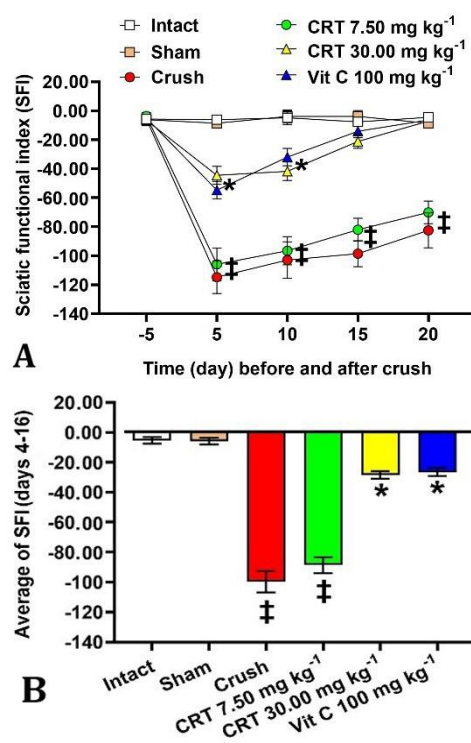 Intact
Sham
Crush
CRT 7.50 mg kg⁻¹
CRT 30.00 mg kg⁻¹
Vit C 100 mg kg⁻¹
Sciatic functional index (SFI)
20.00
0.00
-20.00
-40.00
-60.00
-80.00
-100.00
-120.00
-140
*
*
‡
‡
‡
‡
-5
5
10
15
20
Time (day) before and after crush
A
Average of SFI (days 4-16)
20.00
0.00
-20.00
-40.00
-60.00
-80.00
-100.00
-120.00
-140
‡
‡
*
*
Intact
Sham
Crush
CRT 7.50 mg kg⁻¹
CRT 30.00 mg kg⁻¹
Vit C 100 mg kg⁻¹
B